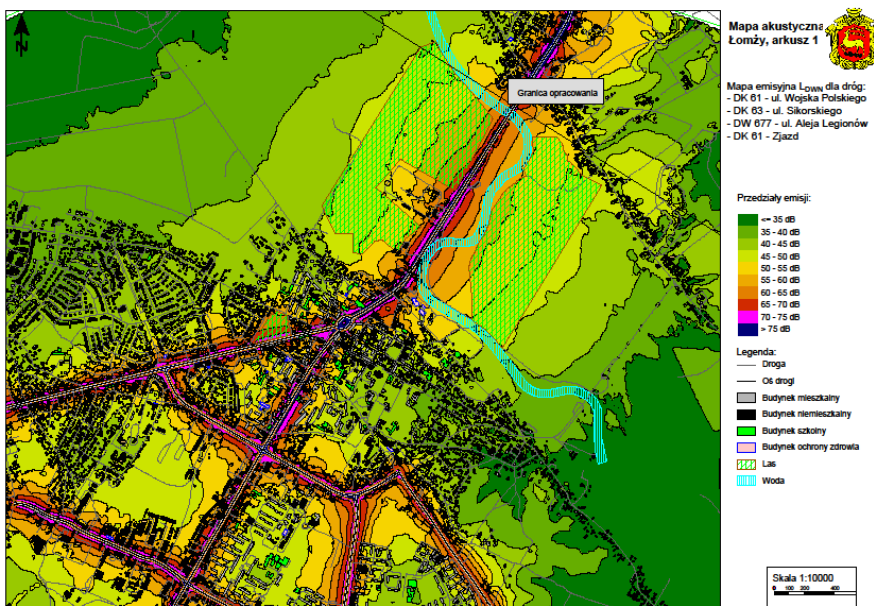 N
Granica opracowania
Mapa akustyczna
Łomży, arkusz 1
Mapa emisyjna LDWN dla dróg:
- DK 61 - ul. Wojska Polskiego
- DK 63 - ul. Sikorskiego
- DW 677 - ul. Aleja Legionów
- DK 61 - Zjazd
Przedziały emisji:
<= 35 dB
35 - 40 dB
40 - 45 dB
45 - 50 dB
50 - 55 dB
55 - 60 dB
60 - 65 dB
65 - 70 dB
70 - 75 dB
> 75 dB
Legenda:
Droga
Oś drogi
Budynek mieszkalny
Budynek niemieszkalny
Budynek szkolny
Budynek ochrony zdrowia
Las
Woda
Skala 1:10000
0 100 200 400